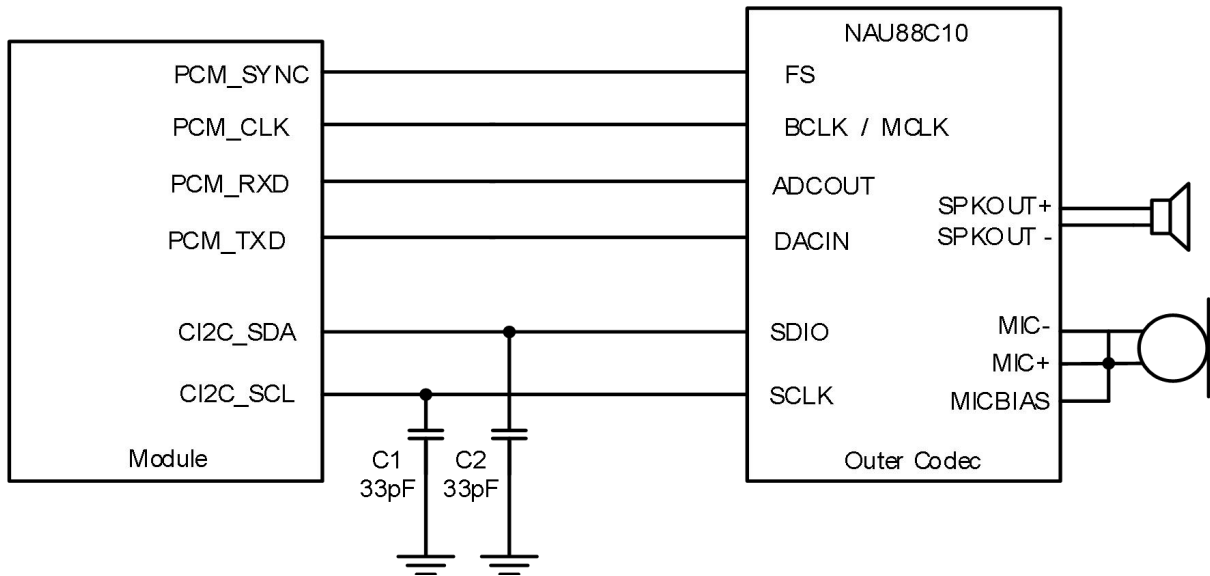 NAU88C10
PCM_SYNC
FS
PCM_CLK
BCLK / MCLK
PCM_RXD
ADCOUT
PCM_TXD
DACIN
SPKOUT+
SPKOUT -
CI2C_SDA
SDIO
MIC-
MIC+
CI2C_SCL
SCLK
MICBIAS
Module
C1
33pF
C2
33pF
Outer Codec